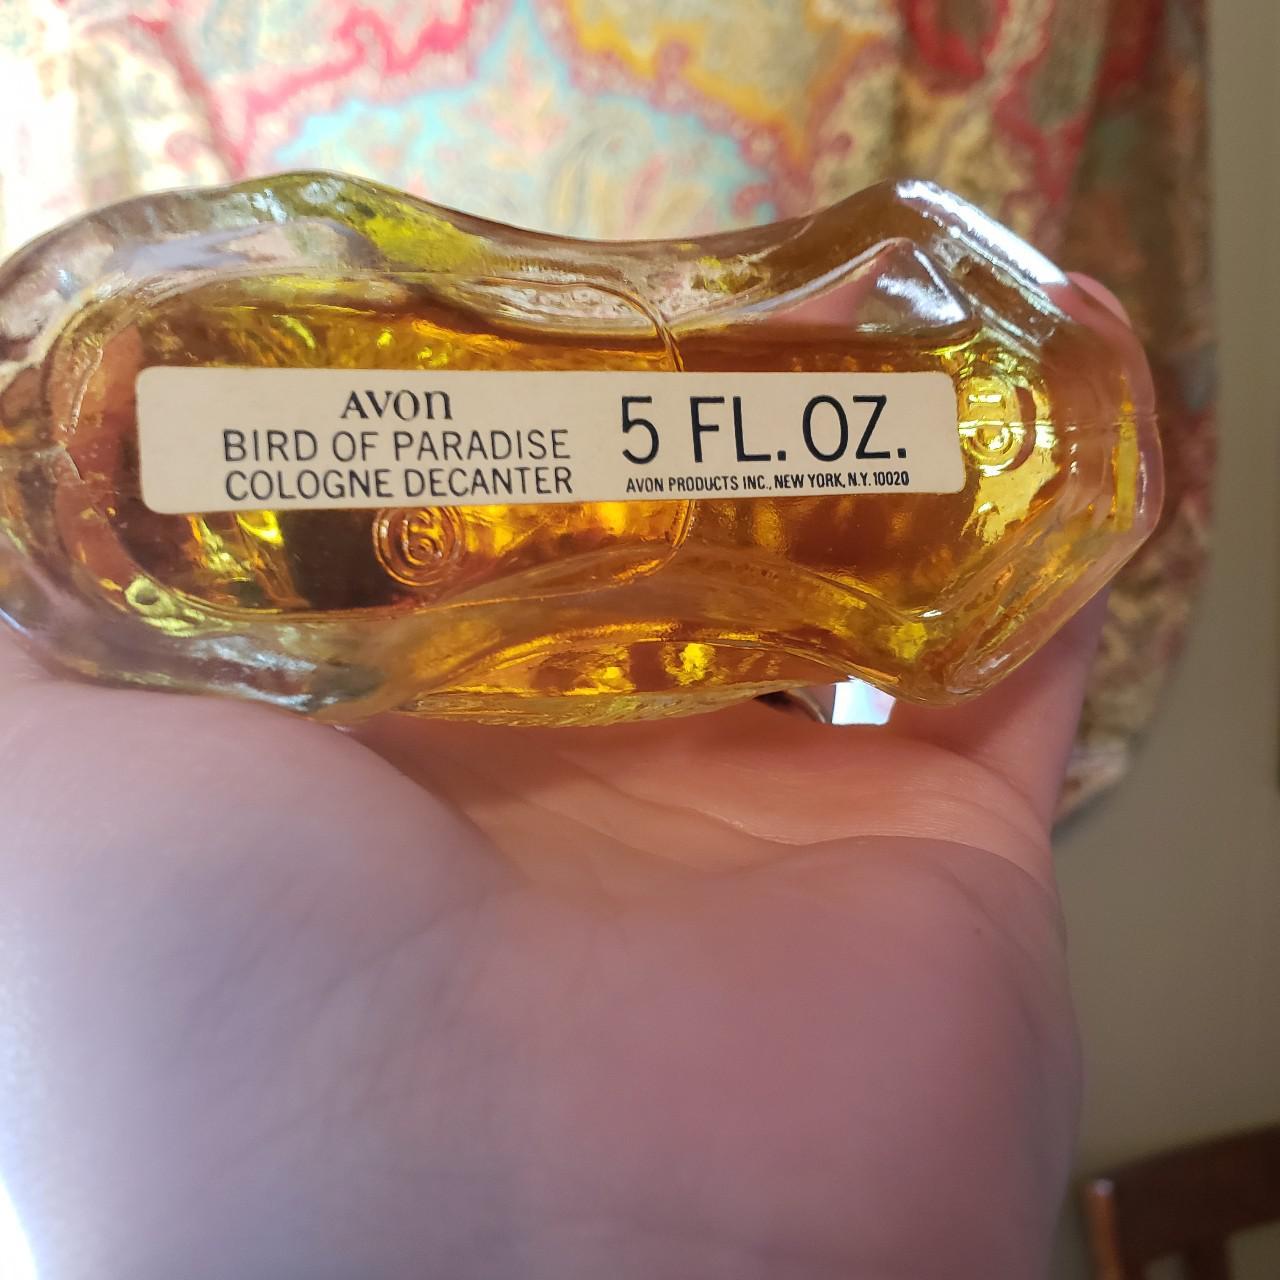 AVON
BIRD OF PARADISE
COLOGNE DECANTER
5 FL. OZ.
AVON PRODUCTS INC., NEW YORK, N.Y. 10020